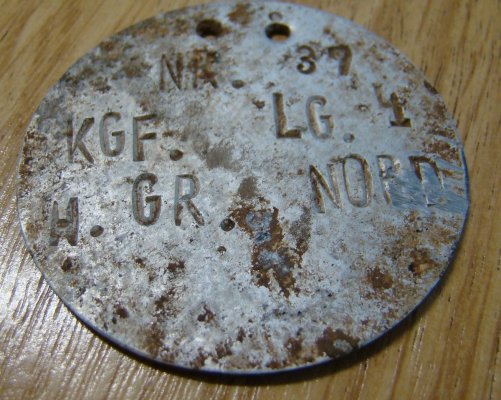 NR. 37
KGF. LG. 4
H. GR. NORD